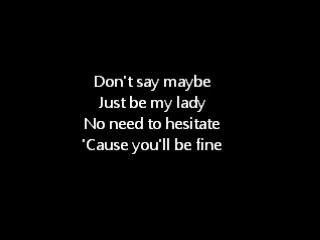 Don't say maybe
Just be my lady
No need to hesitate
'Cause you'll be fine